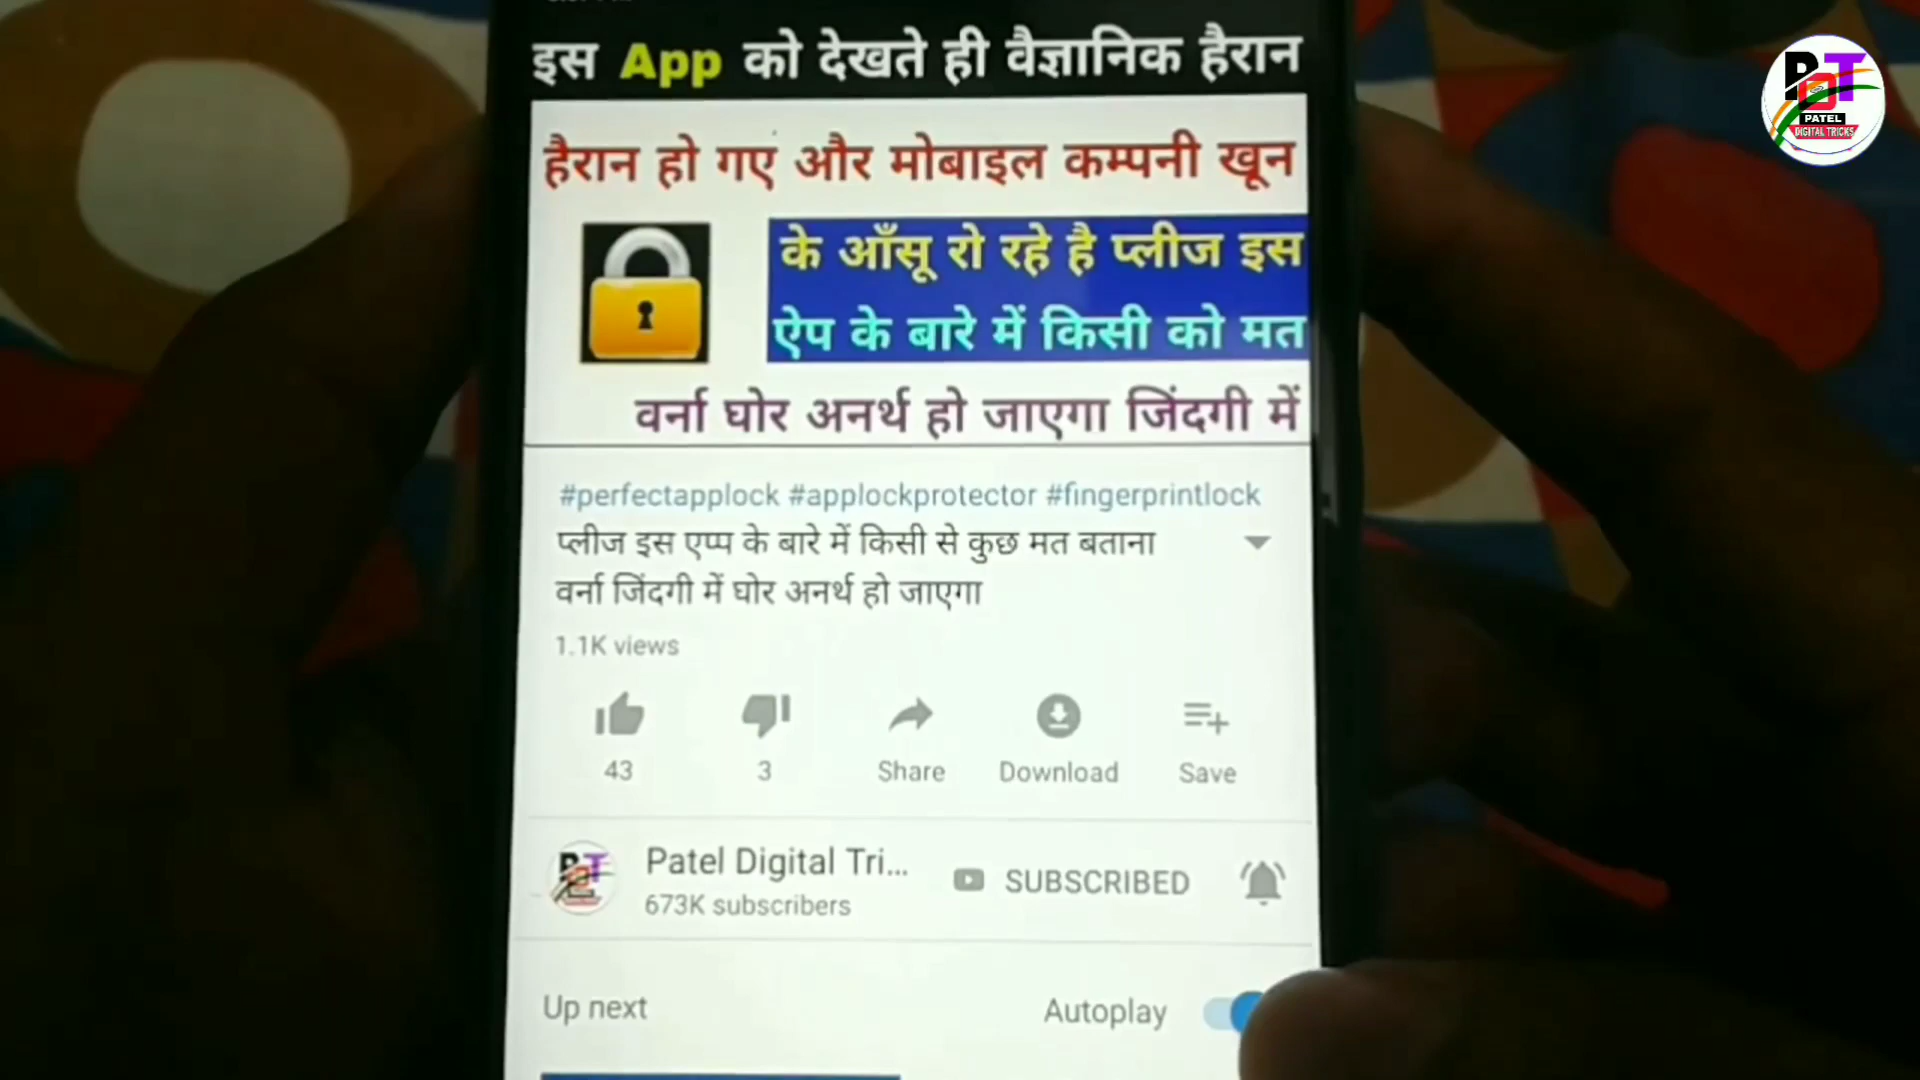 इस App को देखते ही वैज्ञानिक हैरान
हैरान हो गए और मोबाइल कम्पनी खून
के आँसू रो रहे है प्लीज इस
ऐप के बारे में किसी को मत
वर्ना घोर अनर्थ हो जाएगा जिंदगी में
#perfectapplock #applockprotector #fingerprintlock
प्लीज इस एप्प के बारे में किसी से कुछ मत बताना
वर्ना जिंदगी में घोर अनर्थ हो जाएगा
1.1K views
43 3 Share Download Save
Patel Digital Tri... SUBSCRIBED
673K subscribers
Up next Autoplay
PDT
PATEL
DIGITAL TRICKS